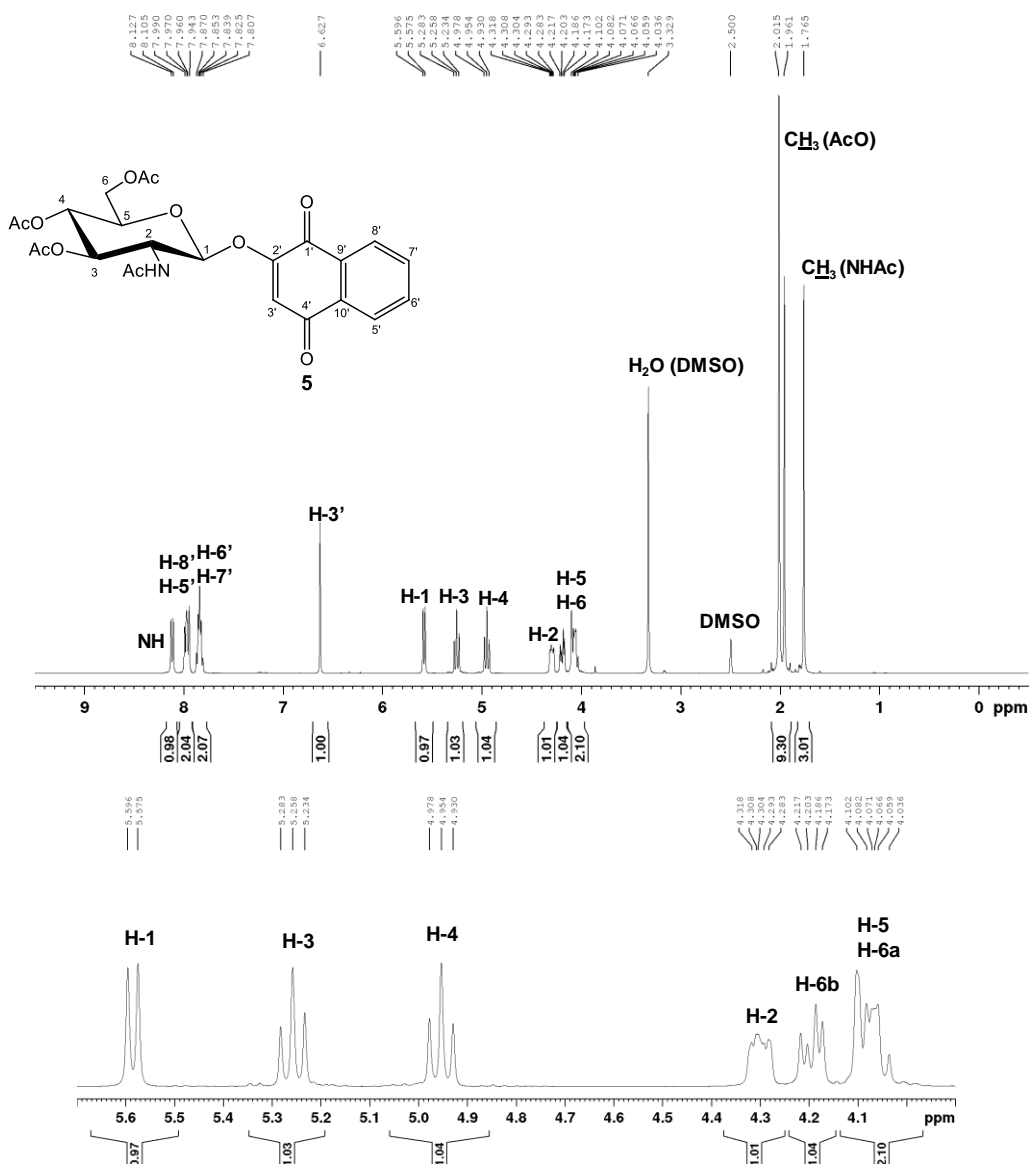 8.127
8.105
7.990
7.970
7.960
7.943
7.870
7.853
7.839
7.825
7.807
6.627
5.596
5.575
5.283
5.258
5.234
4.978
4.954
4.930
4.318
4.308
4.304
4.293
4.283
4.217
4.203
4.186
4.173
4.102
4.082
4.071
4.066
4.059
4.036
3.329
2.500
2.015
1.961
1.765
CH3 (AcO)
6
OAc
4
5
O
AcO
2
AcO
3
AcHN
1
O
2'
O
1'
9'
8'
7'
3'
4'
10'
6'
5'
O
5
CH3 (NHAc)
H2O (DMSO)
H-3’
H-8’
H-6’
H-5’
H-7’
NH
H-1
H-3
H-4
H-2
H-5
H-6
DMSO
9 8 7 6 5 4 3 2 1 0 ppm
0.98
2.04
2.07
1.00
0.97
1.03
1.04
1.01
1.04
2.10
9.30
3.01
5.596
5.575
5.283
5.258
5.234
4.978
4.954
4.930
4.318
4.308
4.304
4.293
4.283
4.217
4.203
4.186
4.173
4.102
4.082
4.071
4.066
4.059
4.036
H-1
H-3
H-4
H-2
H-6b
H-5
H-6a
5.6 5.5 5.4 5.3 5.2 5.1 5.0 4.9 4.8 4.7 4.6 4.5 4.4 4.3 4.2 4.1 ppm
0.97
1.03
1.04
1.01
1.04
2.10